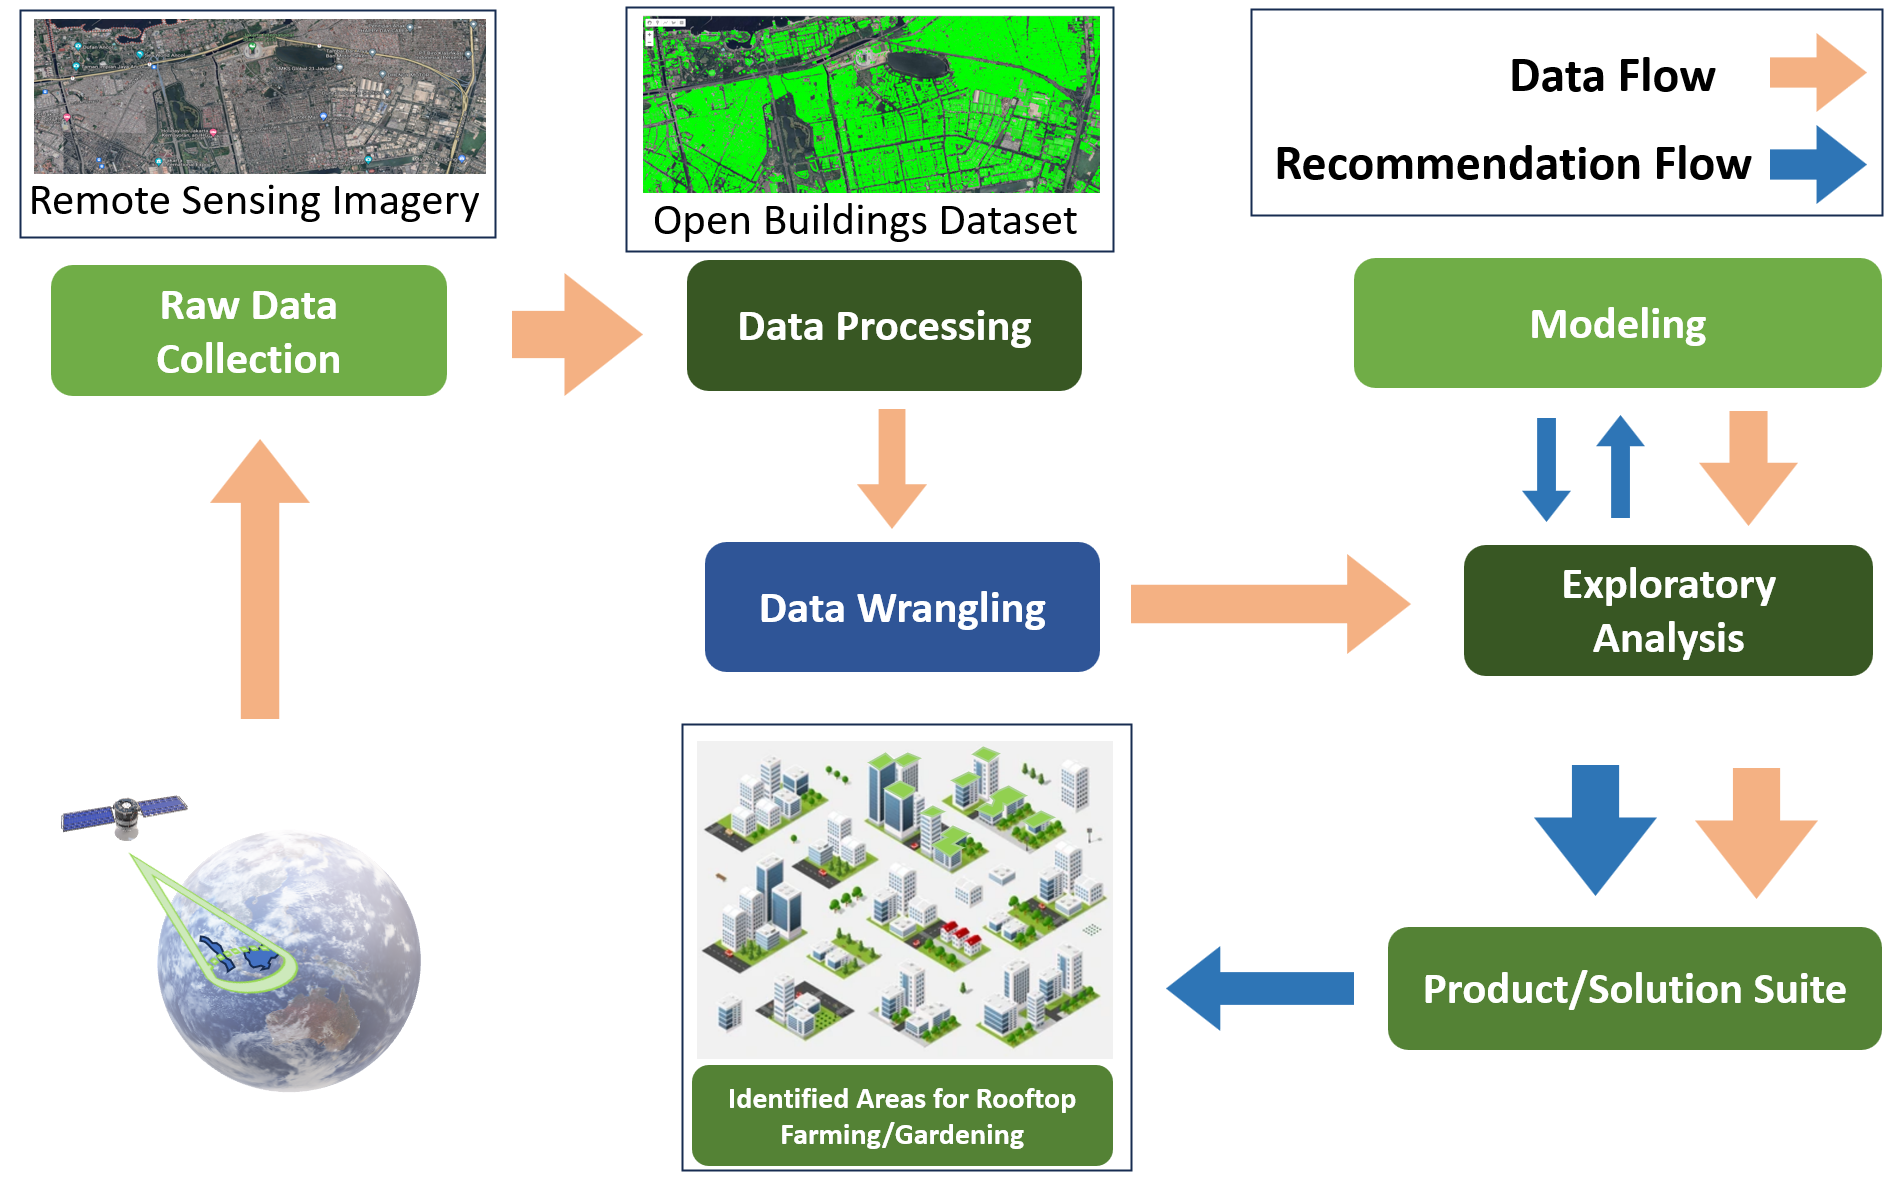 Remote Sensing Imagery
Open Buildings Dataset
Data Flow
Recommendation Flow
Raw Data
Collection
Data Processing
Modeling
Data Wrangling
Exploratory
Analysis
Product/Solution Suite
Identified Areas for Rooftop
Farming/Gardening